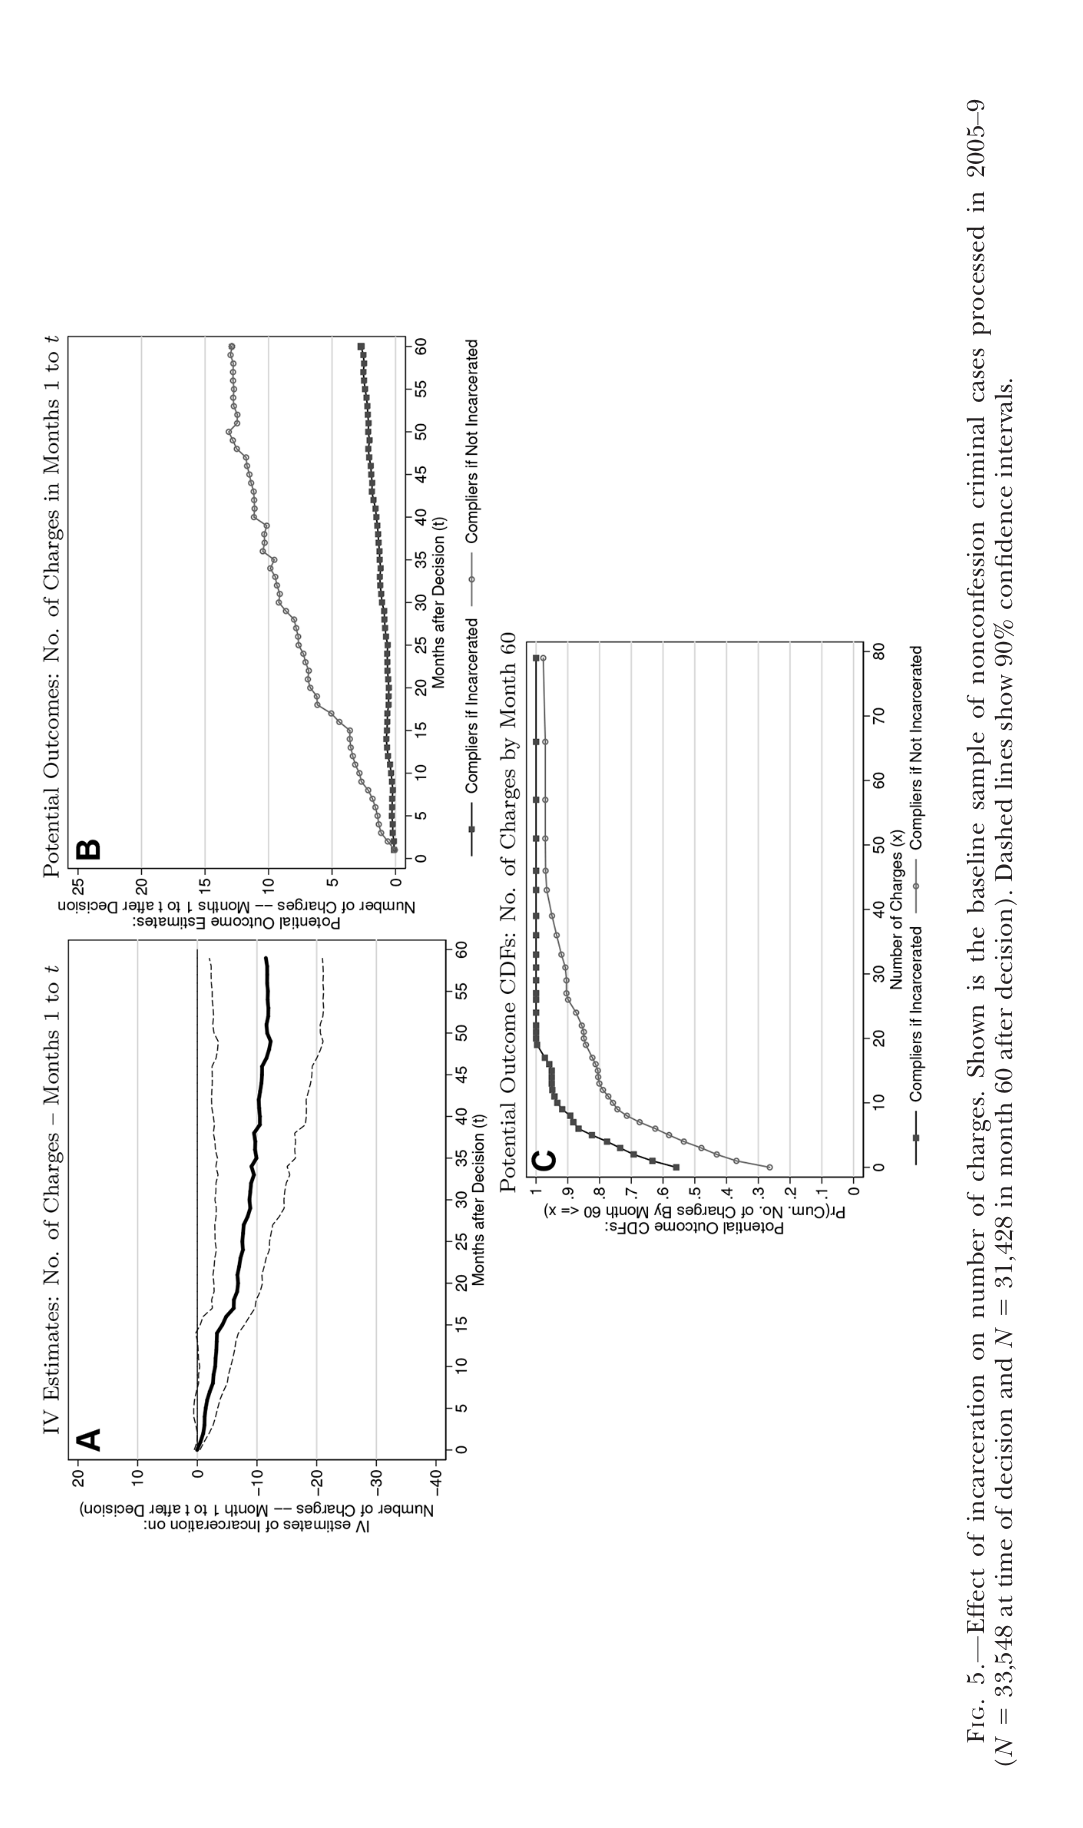 IV Estimates: No. of Charges – Months 1 to t
A
IV estimates of Incarceration on:
Number of Charges –– Month 1 to t after Decision)
20
10
0
−10
−20
−30
−40
0 5 10 15 20 25 30 35 40 45 50 55 60
Months after Decision (t)
Potential Outcomes: No. of Charges in Months 1 to t
B
Potential Outcome Estimates:
Number of Charges –– Months 1 to t after Decision
25
20
15
10
5
0
0 5 10 15 20 25 30 35 40 45 50 55 60
Months after Decision (t)
Compliers if Incarcerated Compliers if Not Incarcerated
Potential Outcome CDFs: No. of Charges by Month 60
C
Potential Outcome CDFs:
Pr(Cum. No. of Charges By Month 60 <= x)
1
.9
.8
.7
.6
.5
.4
.3
.2
.1
0
0 10 20 30 40 50 60 70 80
Number of Charges (x)
Compliers if Incarcerated Compliers if Not Incarcerated
Fig. 5.—Effect of incarceration on number of charges. Shown is the baseline sample of nonconfession criminal cases processed in 2005–9
(N = 33,548 at time of decision and N = 31,428 in month 60 after decision). Dashed lines show 90% confidence intervals.